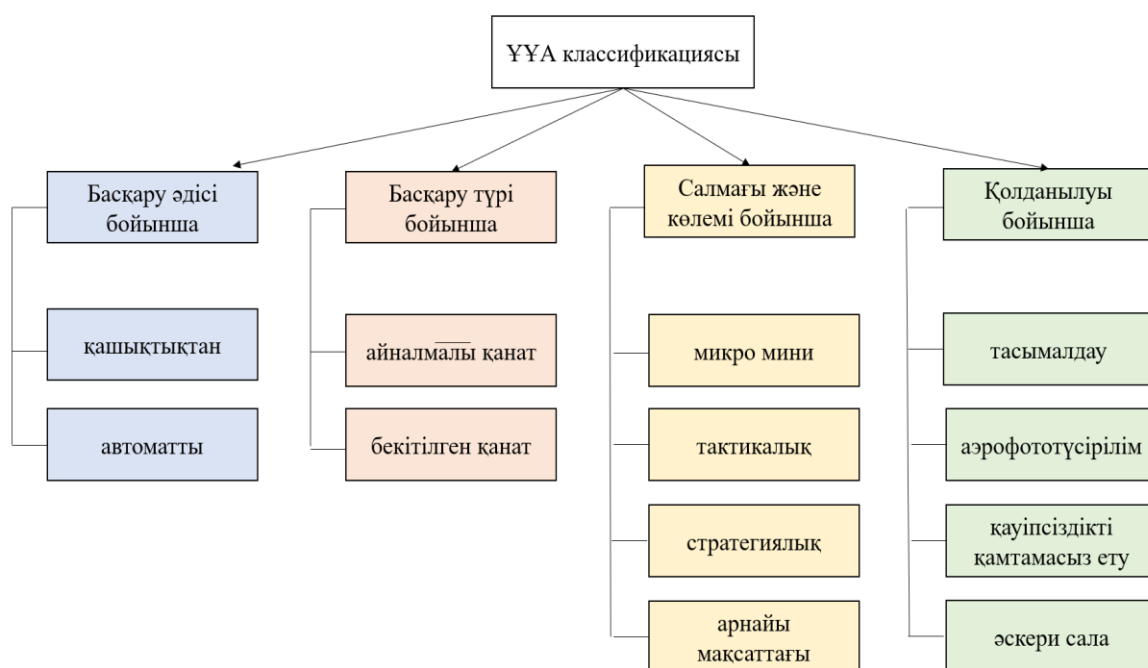 ҰҰА классификациясы
Басқару әдісі
бойынша
қашықтықтан
автоматты
Басқару түрі
бойынша
айналмалы қанат
бекітілген қанат
Салмағы және
көлемі бойынша
микро мини
тактикалық
стратегиялық
арнайы
мақсаттағы
Қолданылуы
бойынша
тасымалдау
аэрофототүсірілім
қауіпсіздікті
қамтамасыз ету
әскери сала